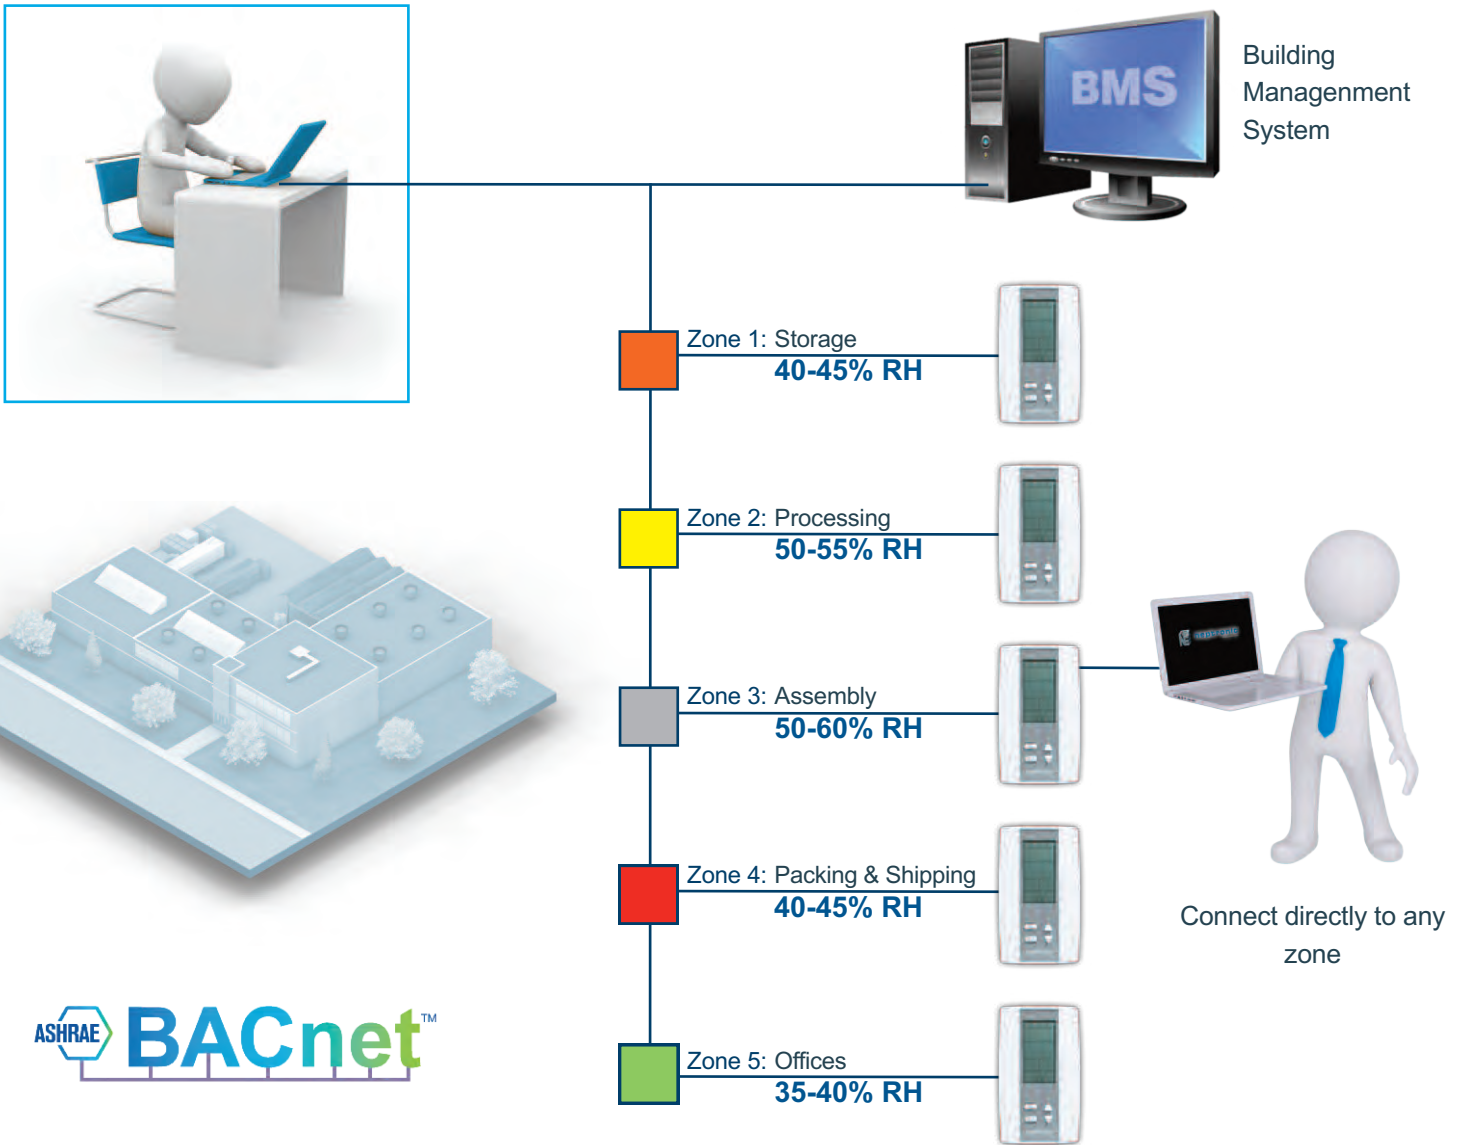 BMS
Building
Managenment
System
Zone 1: Storage
40-45% RH
Zone 2: Processing
50-55% RH
neptronic
Zone 3: Assembly
50-60% RH
Zone 4: Packing & Shipping
40-45% RH
Connect directly to any
zone
ASHRAE BACnet™
Zone 5: Offices
35-40% RH